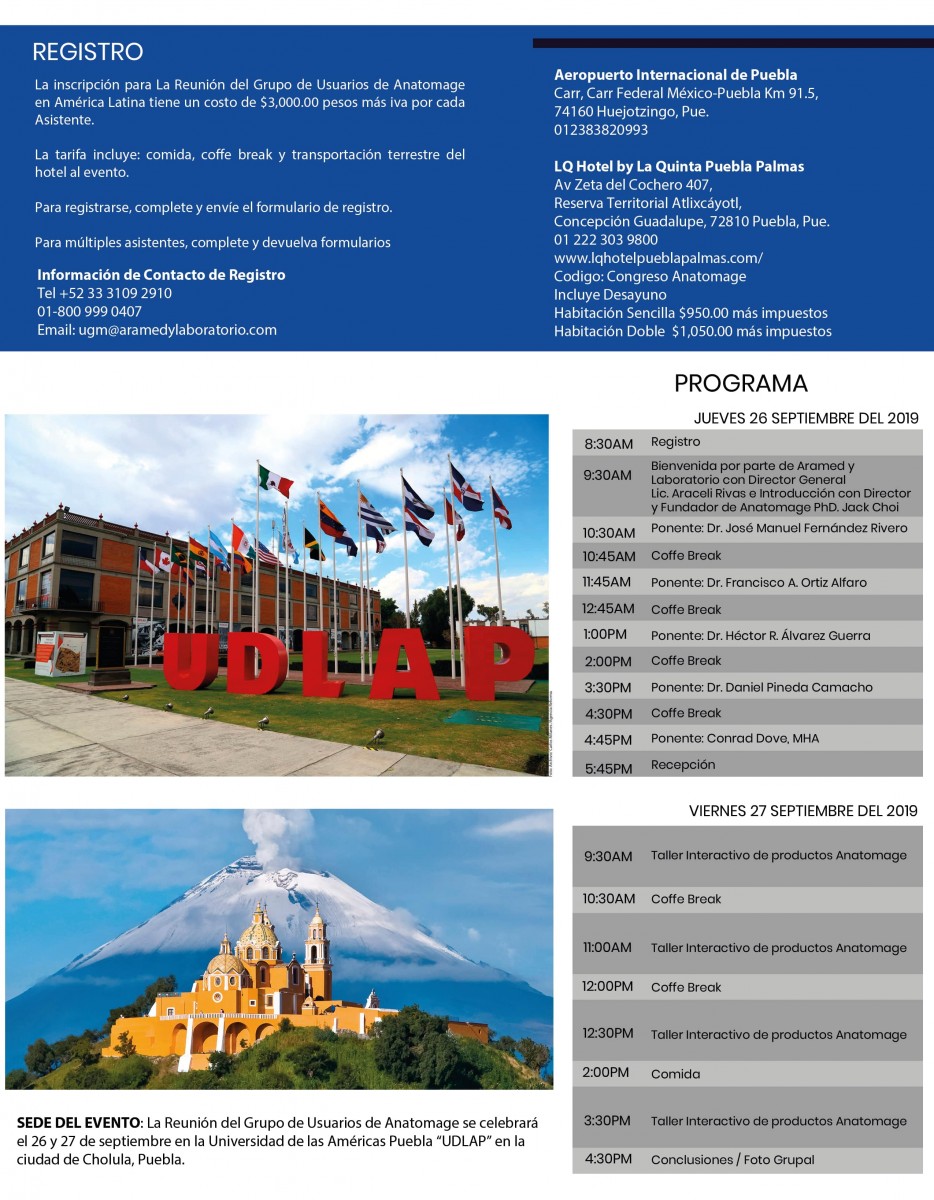 REGISTRO
La inscripción para La Reunión del Grupo de Usuarios de Anatomage
en América Latina tiene un costo de $3,000.00 pesos más iva por cada
Asistente.
La tarifa incluye: comida, coffe break y transportación terrestre del
hotel al evento.
Para registrarse, complete y envíe el formulario de registro.
Para múltiples asistentes, complete y devuelva formularios
Información de Contacto de Registro
Tel +52 33 3109 2910
01-800 999 0407
Email: ugm@aramedylaboratorio.com
Aeropuerto Internacional de Puebla
Carr, Carr Federal México-Puebla Km 91.5,
74160 Huejotzingo, Pue.
012383820993
LQ Hotel by La Quinta Puebla Palmas
Av Zeta del Cochero 407,
Reserva Territorial Atlixcáyotl,
Concepción Guadalupe, 72810 Puebla, Pue.
01 222 303 9800
www.lqhotelpueblapalmas.com/
Codigo: Congreso Anatomage
Incluye Desayuno
Habitación Sencilla $950.00 más impuestos
Habitación Doble $1,050.00 más impuestos
UDLAP
PROGRAMA
JUEVES 26 SEPTIEMBRE DEL 2019
8:30AM Registro
9:30AM Bienvenida por parte de Aramed y
Laboratorio con Director General
Lic. Araceli Rivas e Introducción con Director
y Fundador de Anatomage PhD. Jack Choi
10:30AM Ponente: Dr. José Manuel Fernández Rivero
10:45AM Coffe Break
11:45AM Ponente: Dr. Francisco A. Ortiz Alfaro
12:45AM Coffe Break
1:00PM Ponente: Dr. Héctor R. Álvarez Guerra
2:00PM Coffe Break
3:30PM Ponente: Dr. Daniel Pineda Camacho
4:30PM Coffe Break
4:45PM Ponente: Conrad Dove, MHA
5:45PM Recepción
VIERNES 27 SEPTIEMBRE DEL 2019
9:30AM Taller Interactivo de productos Anatomage
10:30AM Coffe Break
11:00AM Taller Interactivo de productos Anatomage
12:00PM Coffe Break
12:30PM Taller Interactivo de productos Anatomage
2:00PM Comida
3:30PM Taller Interactivo de productos Anatomage
4:30PM Conclusiones / Foto Grupal
SEDE DEL EVENTO: La Reunión del Grupo de Usuarios de Anatomage se celebrará
el 26 y 27 de septiembre en la Universidad de las Américas Puebla “UDLAP” en la
ciudad de Cholula, Puebla.